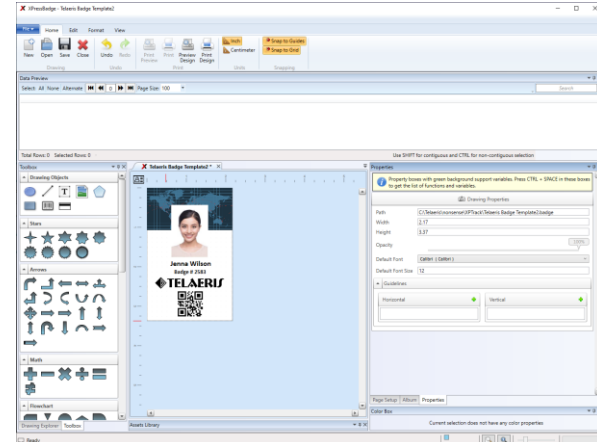 XPressBadge - Telaeris Badge Template2
File Home Edit Format View
New Open Save Close Undo Redo Print Preview Print Preview Design Print Design Inch Centimeter Snap to Guides Snap to Grid
Drawing Undo Print Units Snapping
Data Preview
Select: All None Alternate 0 Page Size 100 Search
Total Rows: 0 Selected Rows: 0 Use SHIFT for contiguous and CTRL for non-contiguous selection
Toolbox
Drawing Objects
Stars
Arrows
Math
Flowchart
Drawing Explorer Toolbox
Telaeris Badge Template2*
Jenna Wilson
Badge # 2583
TELAERIS
Assets Library
Properties
Property boxes with green background support variables. Press CTRL + SPACE in these boxes
to get the list of functions and variables.
Drawing Properties
Path
Width 2.17
Height 3.37
Opacity 100%
Default Font Calibri ( Calibri )
Default Font Size 12
Guidelines
Horizontal Vertical
Page Setup Album Properties
Color Box
Current selection does not have any color properties
Ready